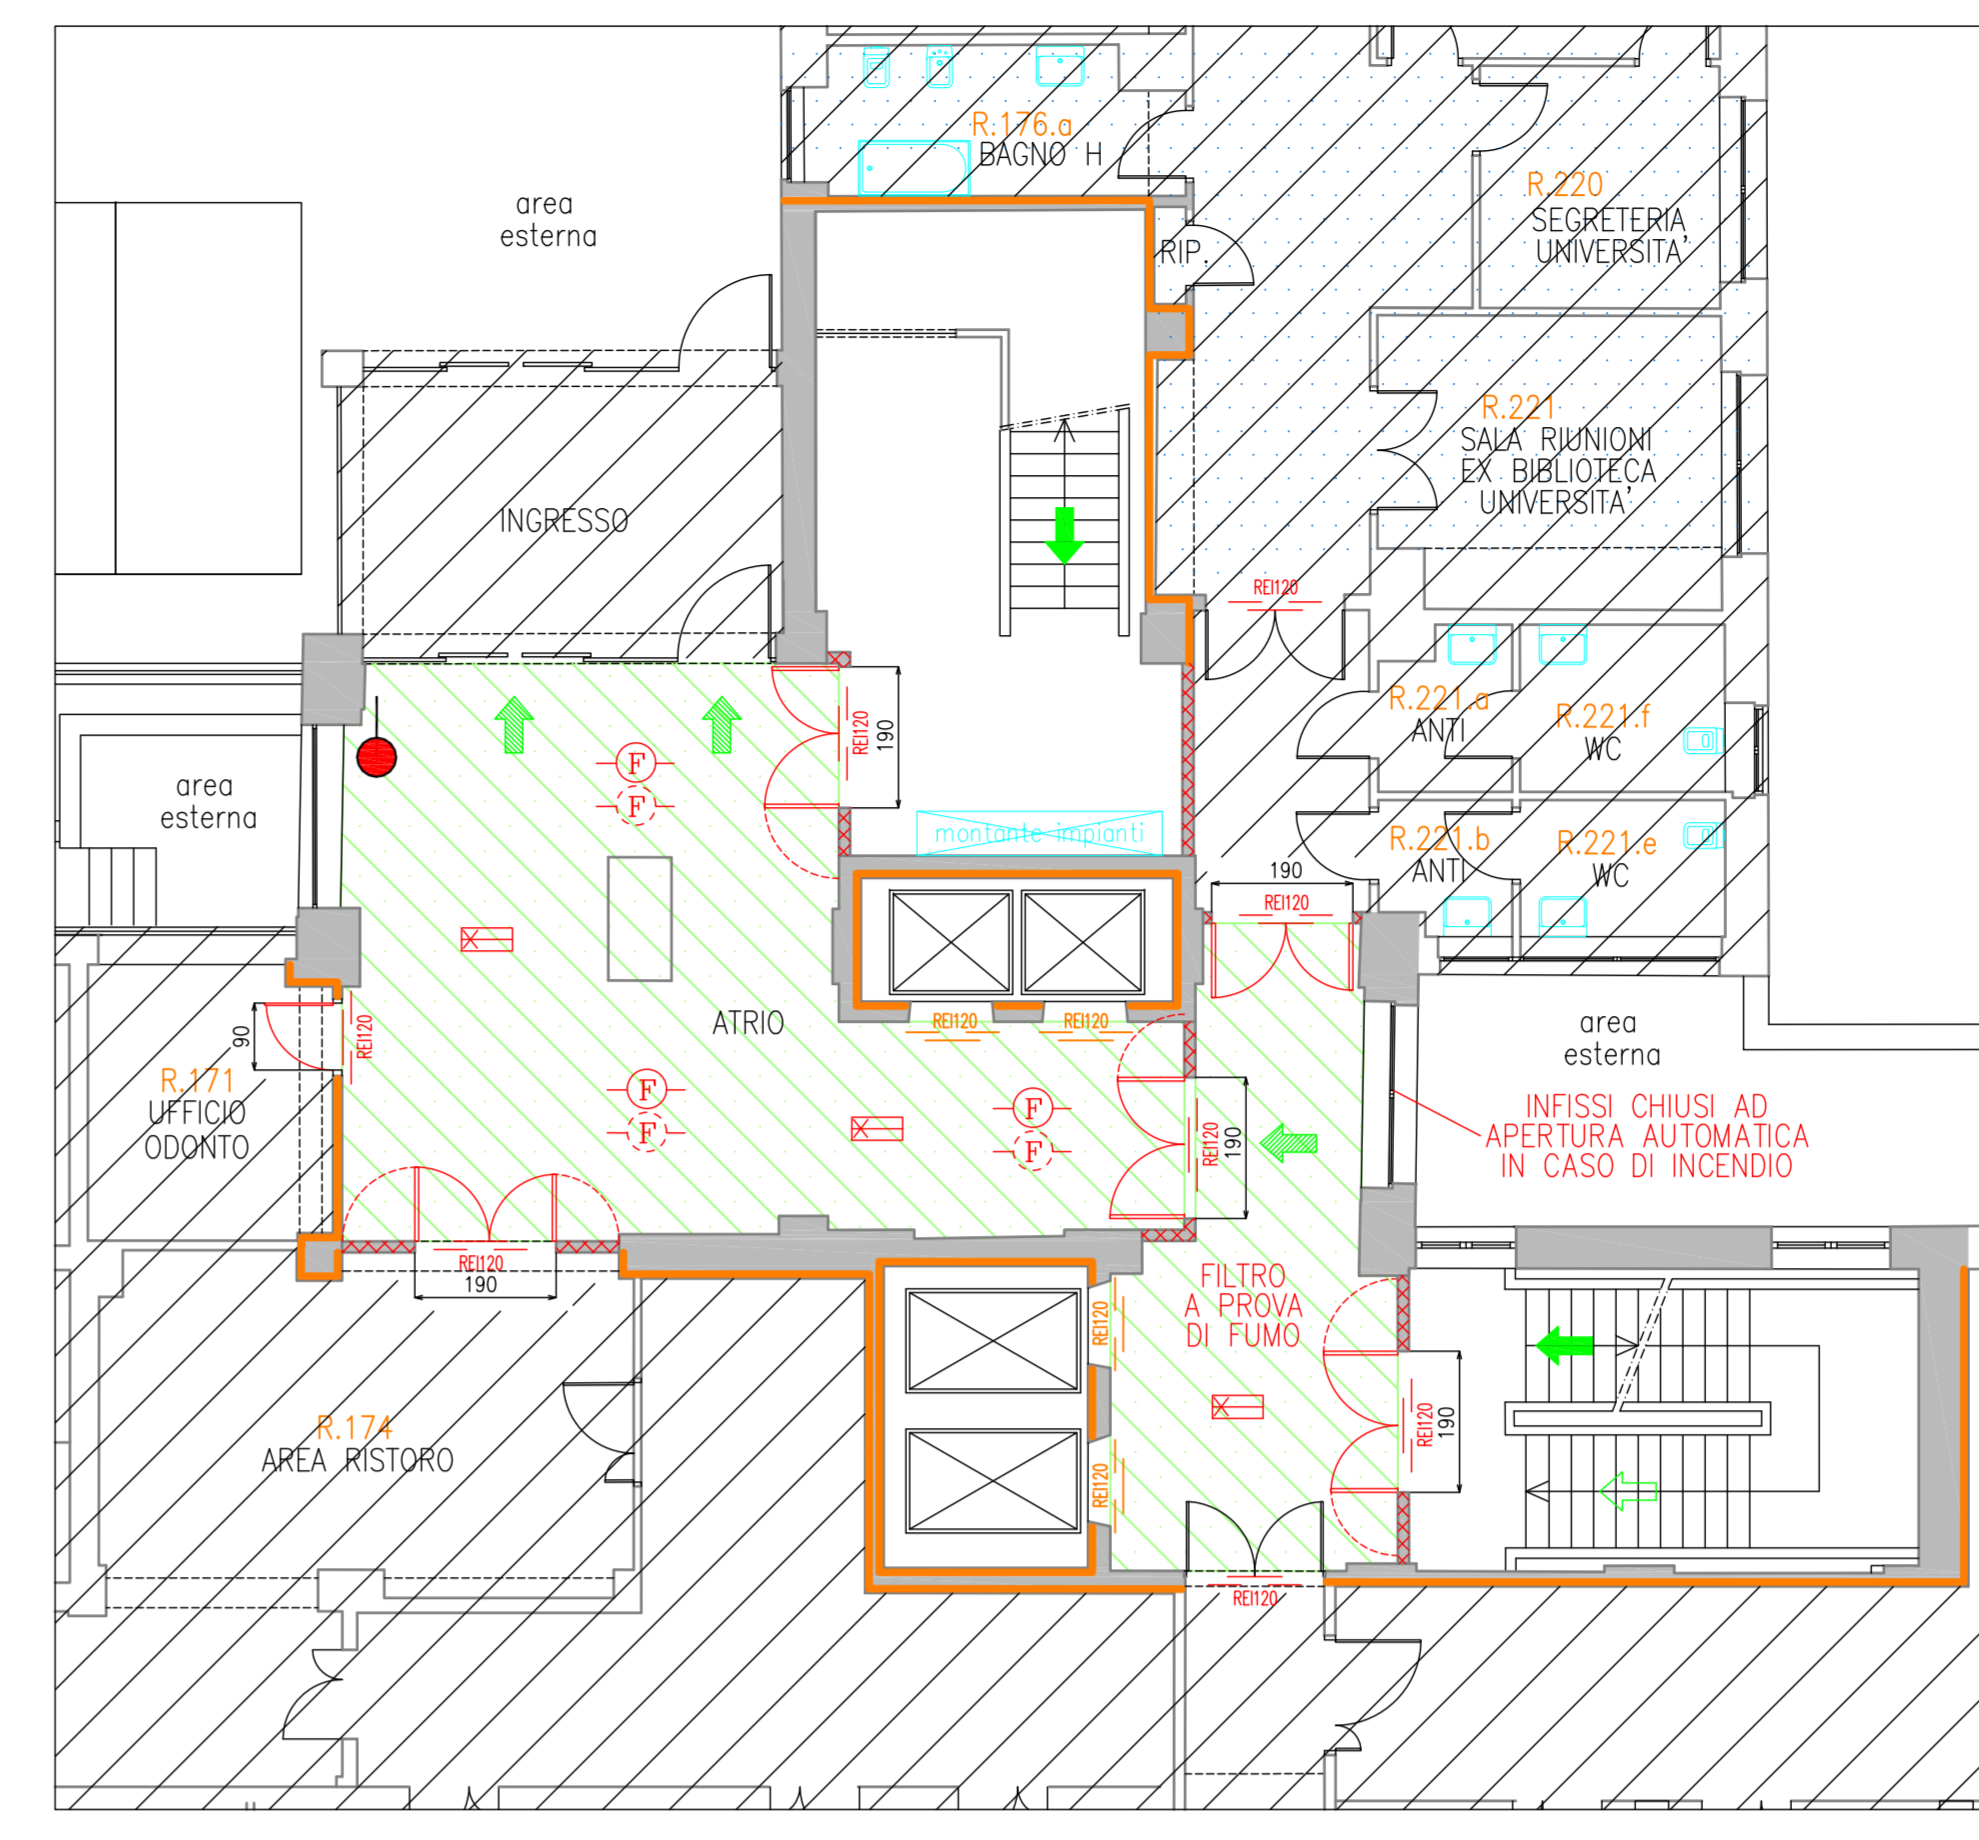 R.176.a
BAGNO H
area
esterna
R.220
SEGRETERIA
UNIVERSITA'
RIP.
R.221
SALA RIUNIONI
EX BIBLIOTECA
UNIVERSITA'
INGRESSO
REI120
R.221.a
ANTI
R.221.f
WC
REI120
190
F
F
area
esterna
montante impianti
R.221.b
ANTI
R.221.e
WC
190
REI120
ATRIO
REI120
REI120
area
esterna
90
REI120
R.171
UFFICIO
ODONTO
F
F
F
F
REI120
190
INFISSI CHIUSI AD
APERTURA AUTOMATICA
IN CASO DI INCENDIO
REI120
190
FILTRO
A PROVA
DI FUMO
REI120
REI120
190
R.174
AREA RISTORO
REI120
REI120